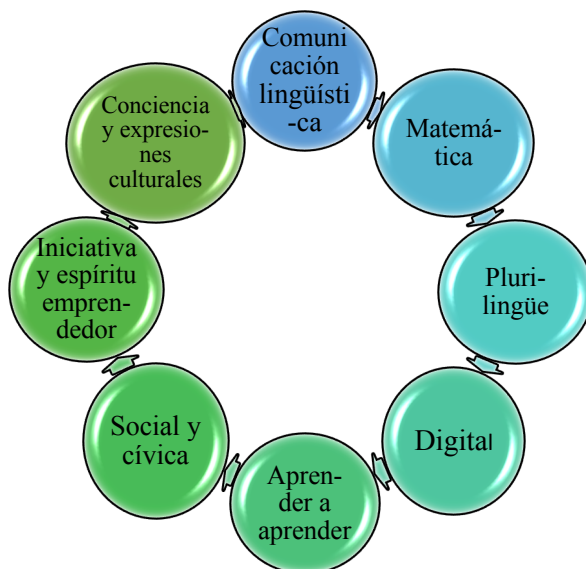 Comuni
cación
lingüísti
-ca
Matemá-
tica
Pluri-
lingüe
Digital
Apren-
der a
aprender
Social y
cívica
Iniciativa
y espíritu
empren-
dedor
Conciencia
y expresio-
nes
culturales